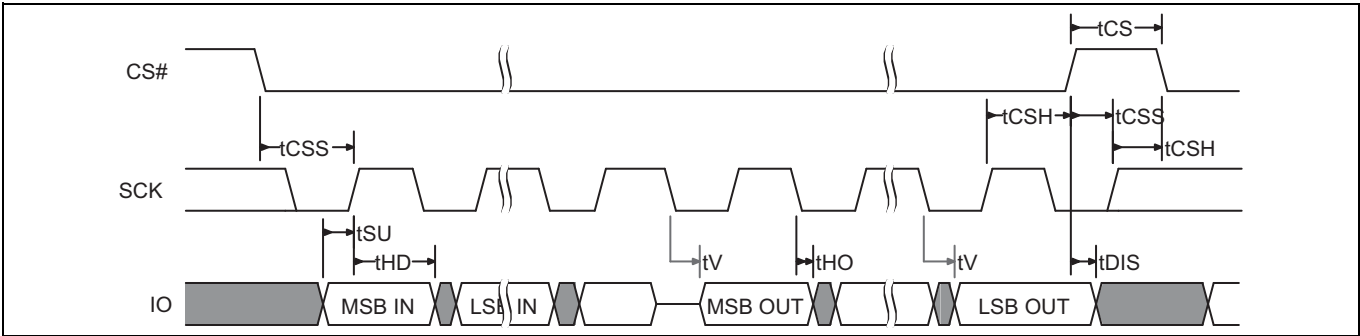 tCS
CS#
tCSH tCSS
tCSS tCSH
SCK
tSU
tHD tV tHO tV tDIS
IO MSB IN LSB IN MSB OUT LSB OUT